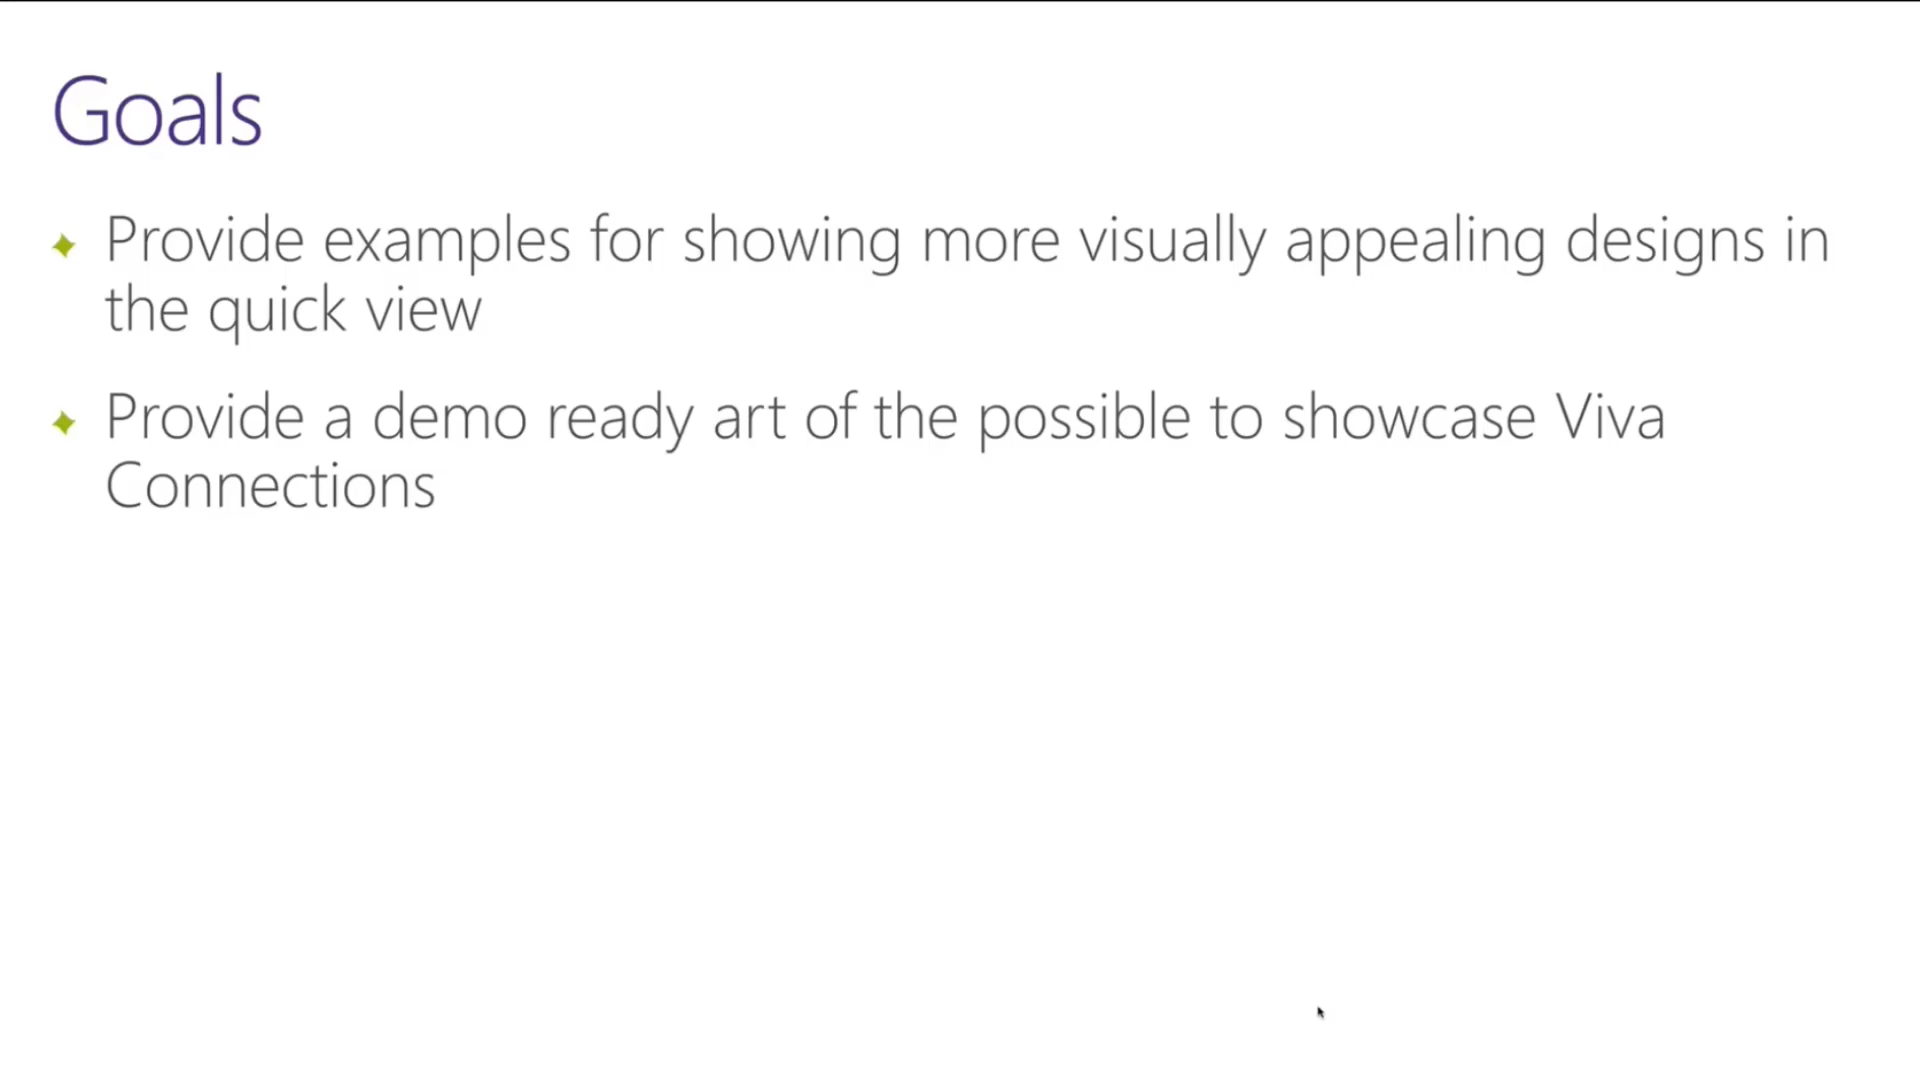 Goals
Provide examples for showing more visually appealing designs in
the quick view
Provide a demo ready art of the possible to showcase Viva
Connections